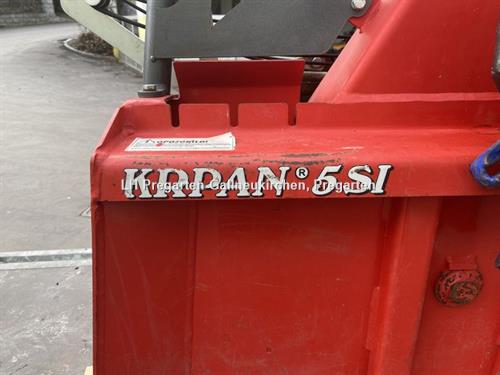 KRPAN® 5SI
LH Pregarten-Gallneukirchen, Pregarten